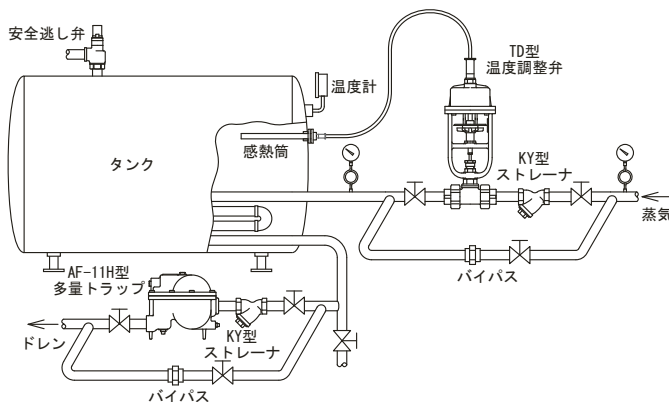 安全逃し弁
タンク
温度計
感熱筒
TD型
温度調整弁
KY型
ストレーナ
蒸気
バイパス
AF-11H型
多量トラップ
KY型
ストレーナ
ドレン
バイパス